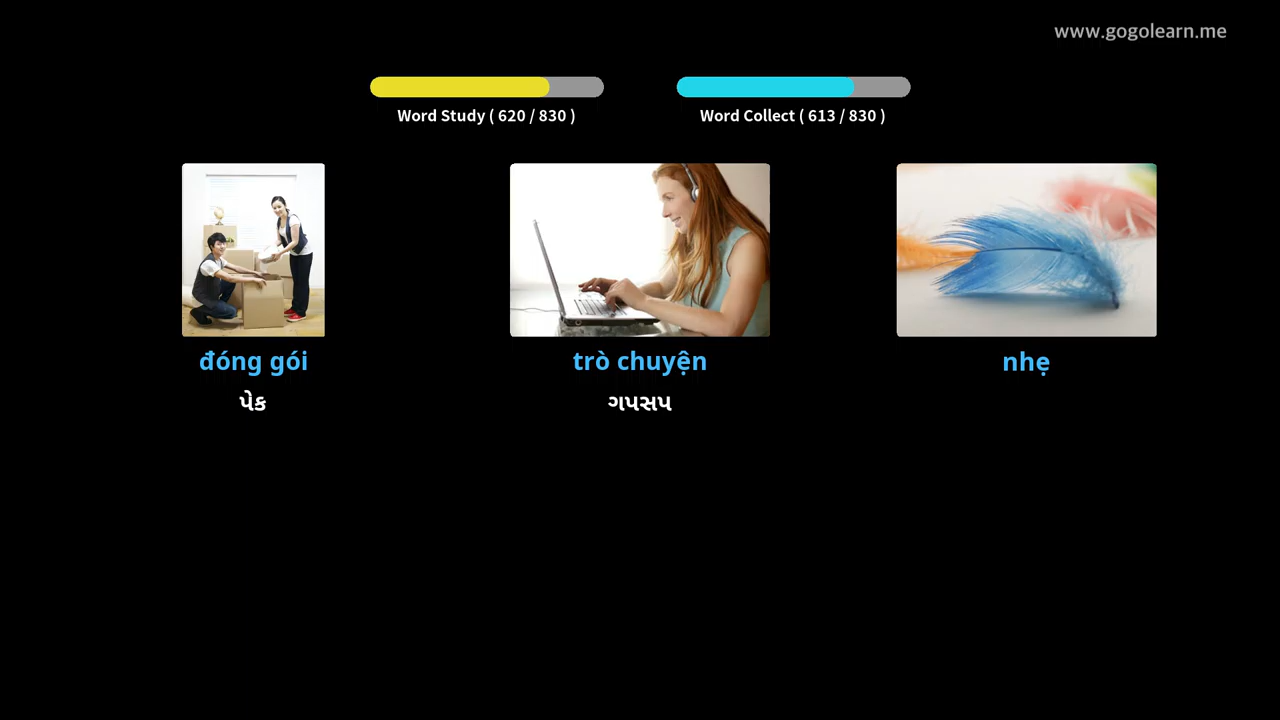 www.gogolearn.me
Word Study ( 620 / 830 )
Word Collect ( 613 / 830 )
đóng gói
trò chuyện
nhẹ
પેક
ગપસપ